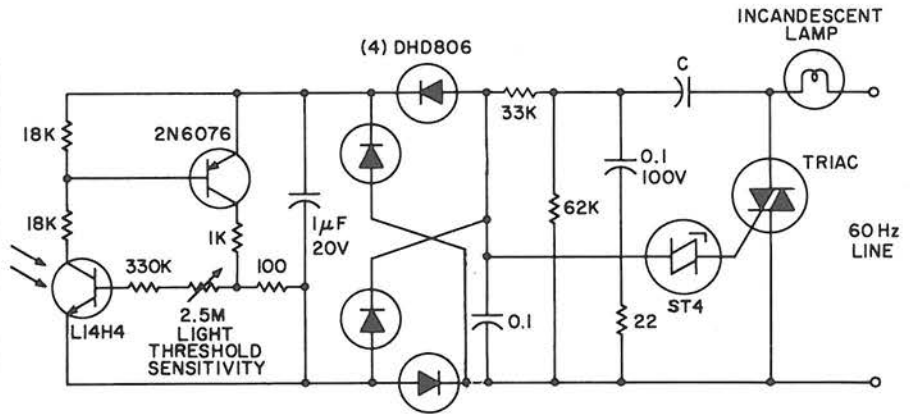 INCANDESCENT
LAMP
(4) DHD806
C
33K
18K
2N6076
0.1
100V
TRIAC
18K
1μF
20V
62K
60 Hz
LINE
1K
330K
100
ST4
L14H4
2.5M
LIGHT
THRESHOLD
SENSITIVITY
0.1
22